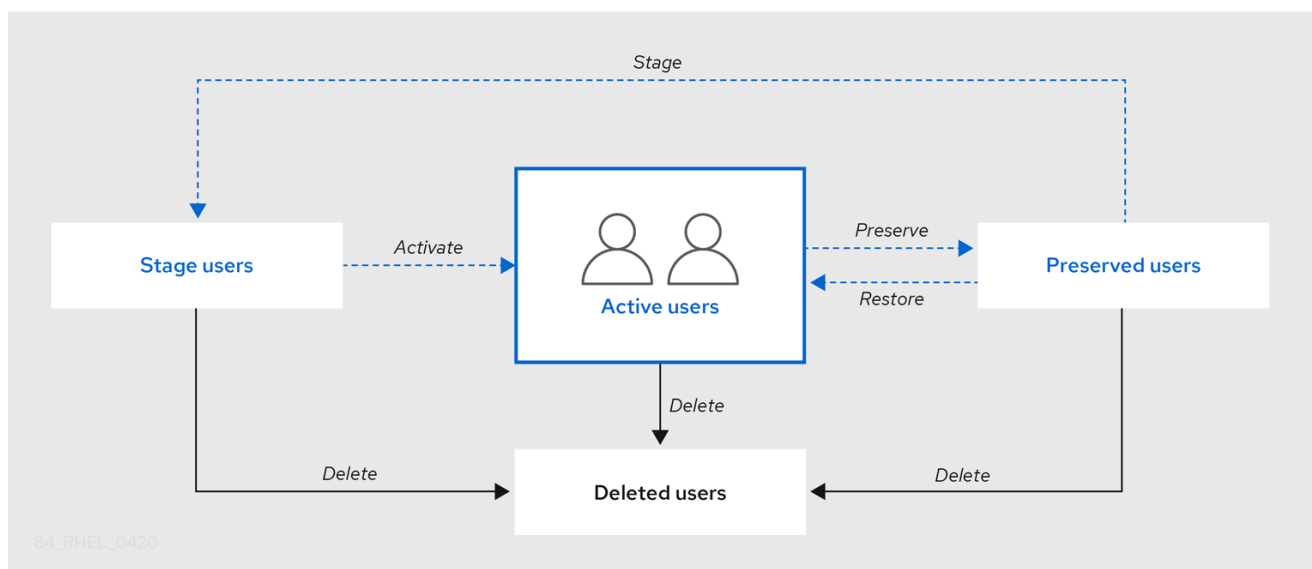 Stage
Activate
Preserve
Stage users
Active users
Preserved users
Restore
Delete
Delete
Delete
Deleted users
84_RHEL_0420